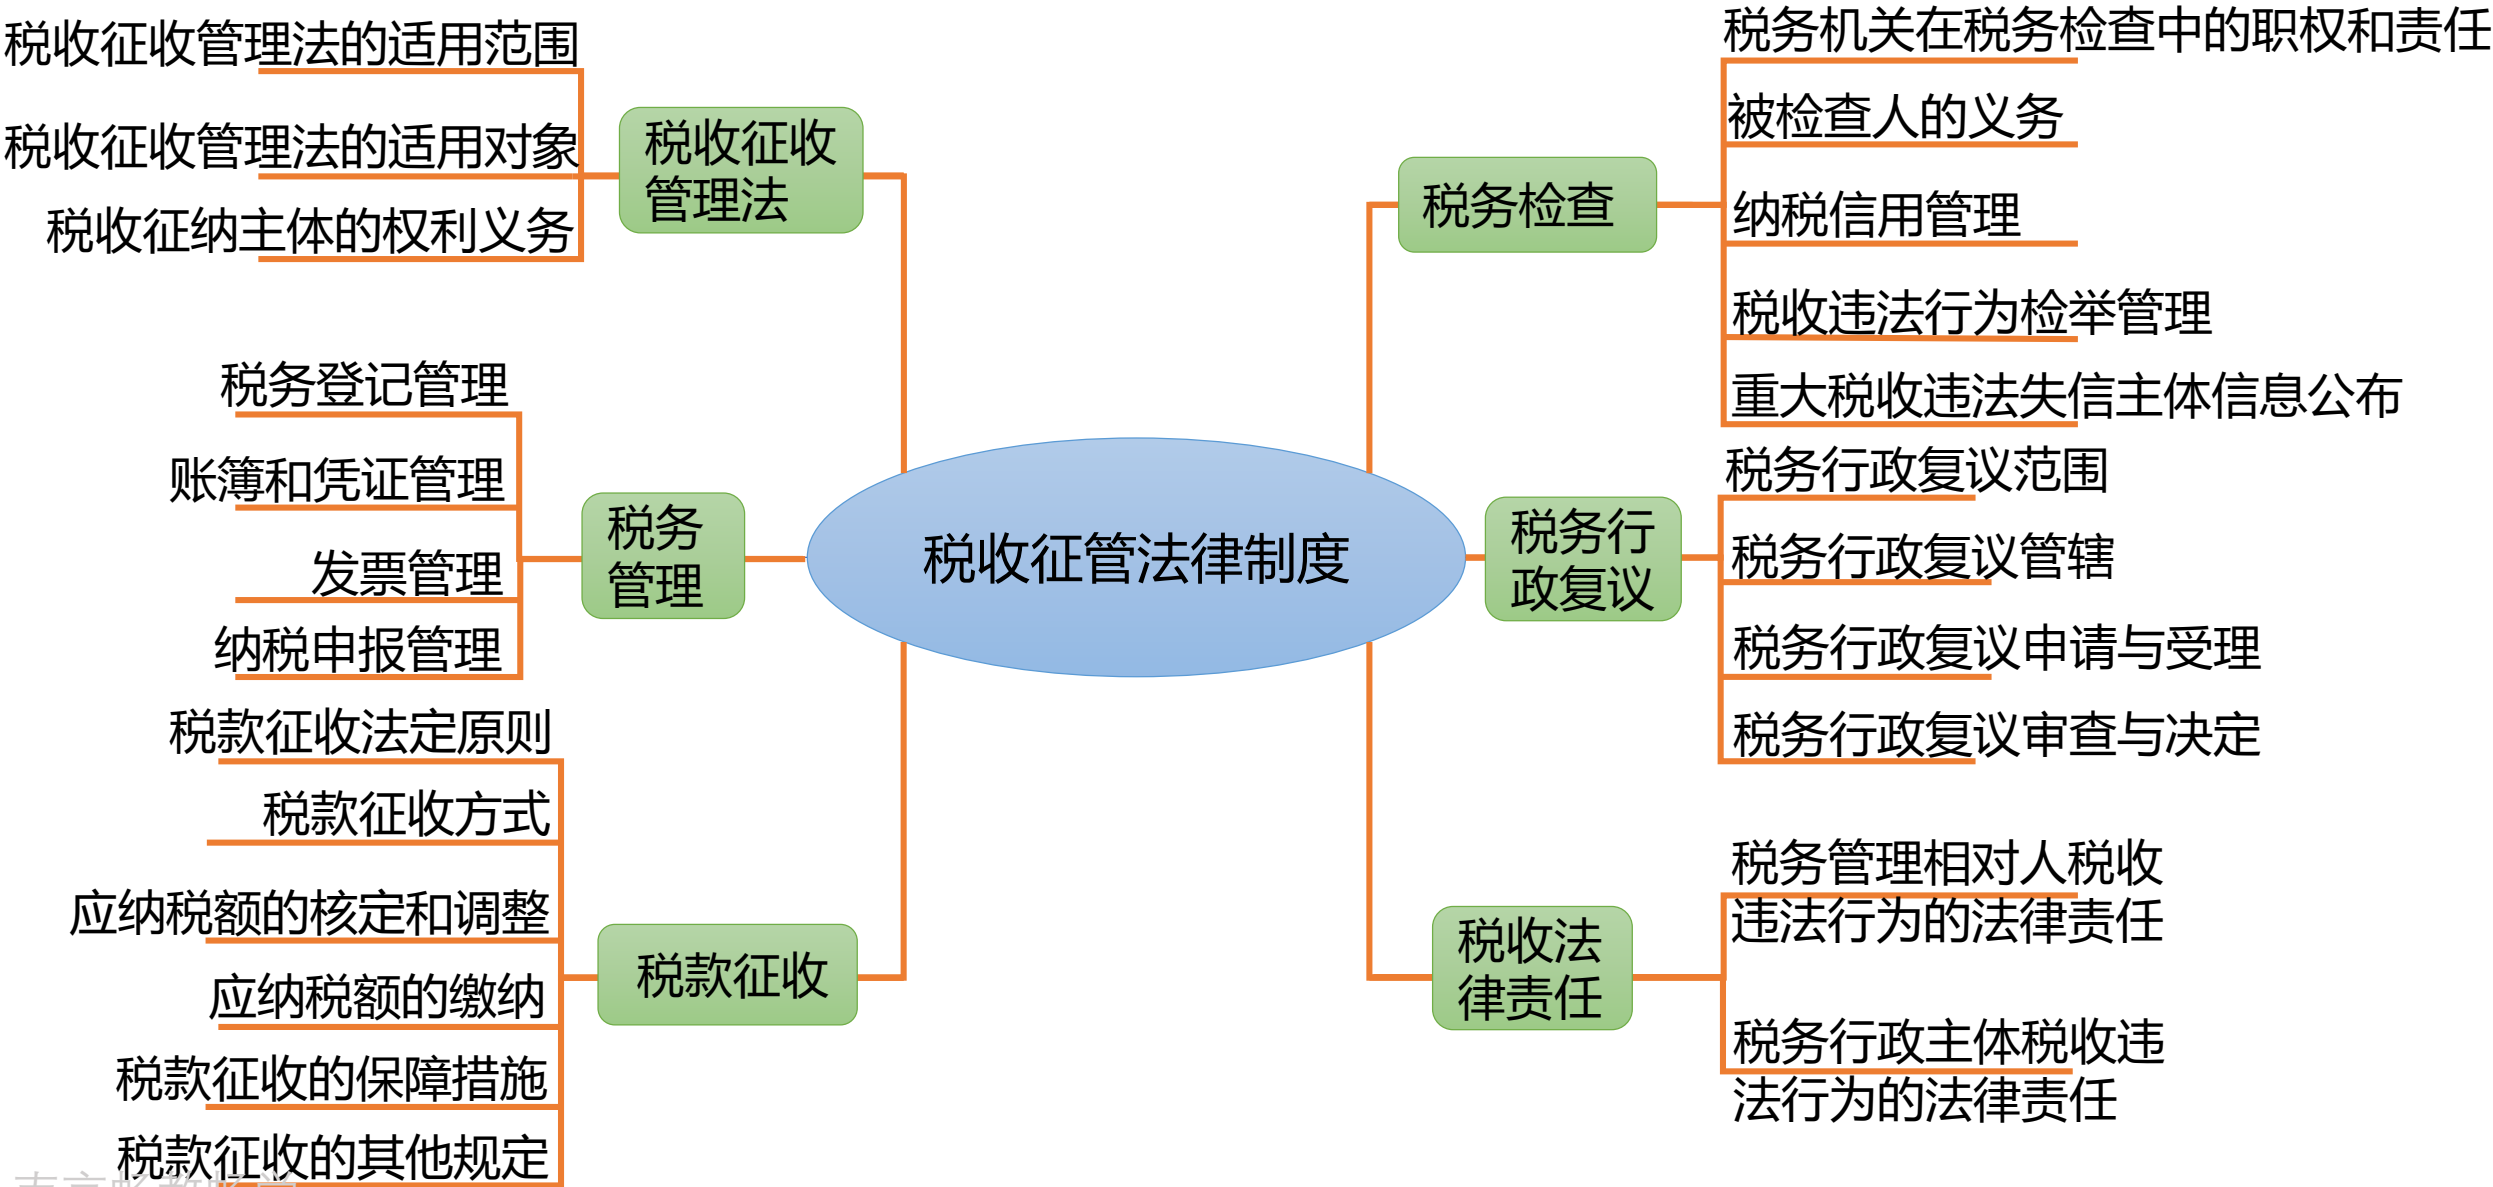 税收征收管理法的适用范围
税收征收管理法的适用对象
税收征纳主体的权利义务
税收征收
管理法
税务登记管理
账簿和凭证管理
发票管理
纳税申报管理
税务
管理
税款征收法定原则
税款征收方式
应纳税额的核定和调整
应纳税额的缴纳
税款征收的保障措施
税款征收的其他规定
税款征收
税收征管法律制度
税务检查
税务机关在税务检查中的职权和责任
被检查人的义务
纳税信用管理
税收违法行为检举管理
重大税收违法失信主体信息公布
税务行
政复议
税务行政复议范围
税务行政复议管辖
税务行政复议申请与受理
税务行政复议审查与决定
税收法
律责任
税务管理相对人税收
违法行为的法律责任
税务行政主体税收违
法行为的法律责任